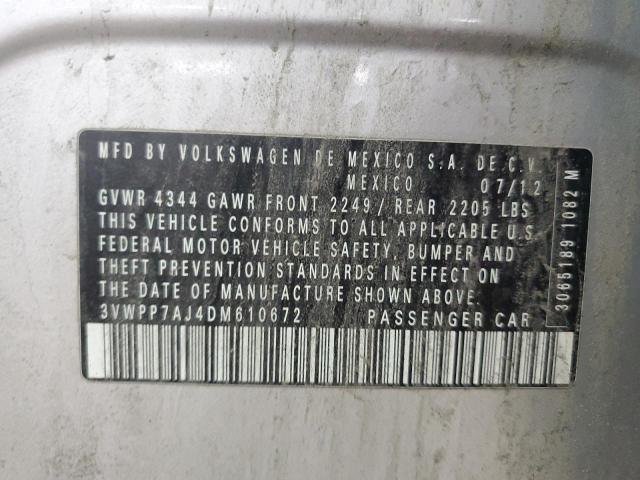 MFD BY VOLKSWAGEN DE MEXICO S.A. DE C.V.
MEXICO 07/12
GVWR 4344 GAWR FRONT 2249/ REAR 2205 LBS
THIS VEHICLE CONFORMS TO ALL APPLICABLE U.S.
FEDERAL MOTOR VEHICLE SAFETY, BUMPER AND
THEFT PREVENTION STANDARDS IN EFFECT ON
THE DATE OF MANUFACTURE SHOWN ABOVE.
3VWPP7AJ4DM610672 PASSENGER CAR
3065189 1082 M